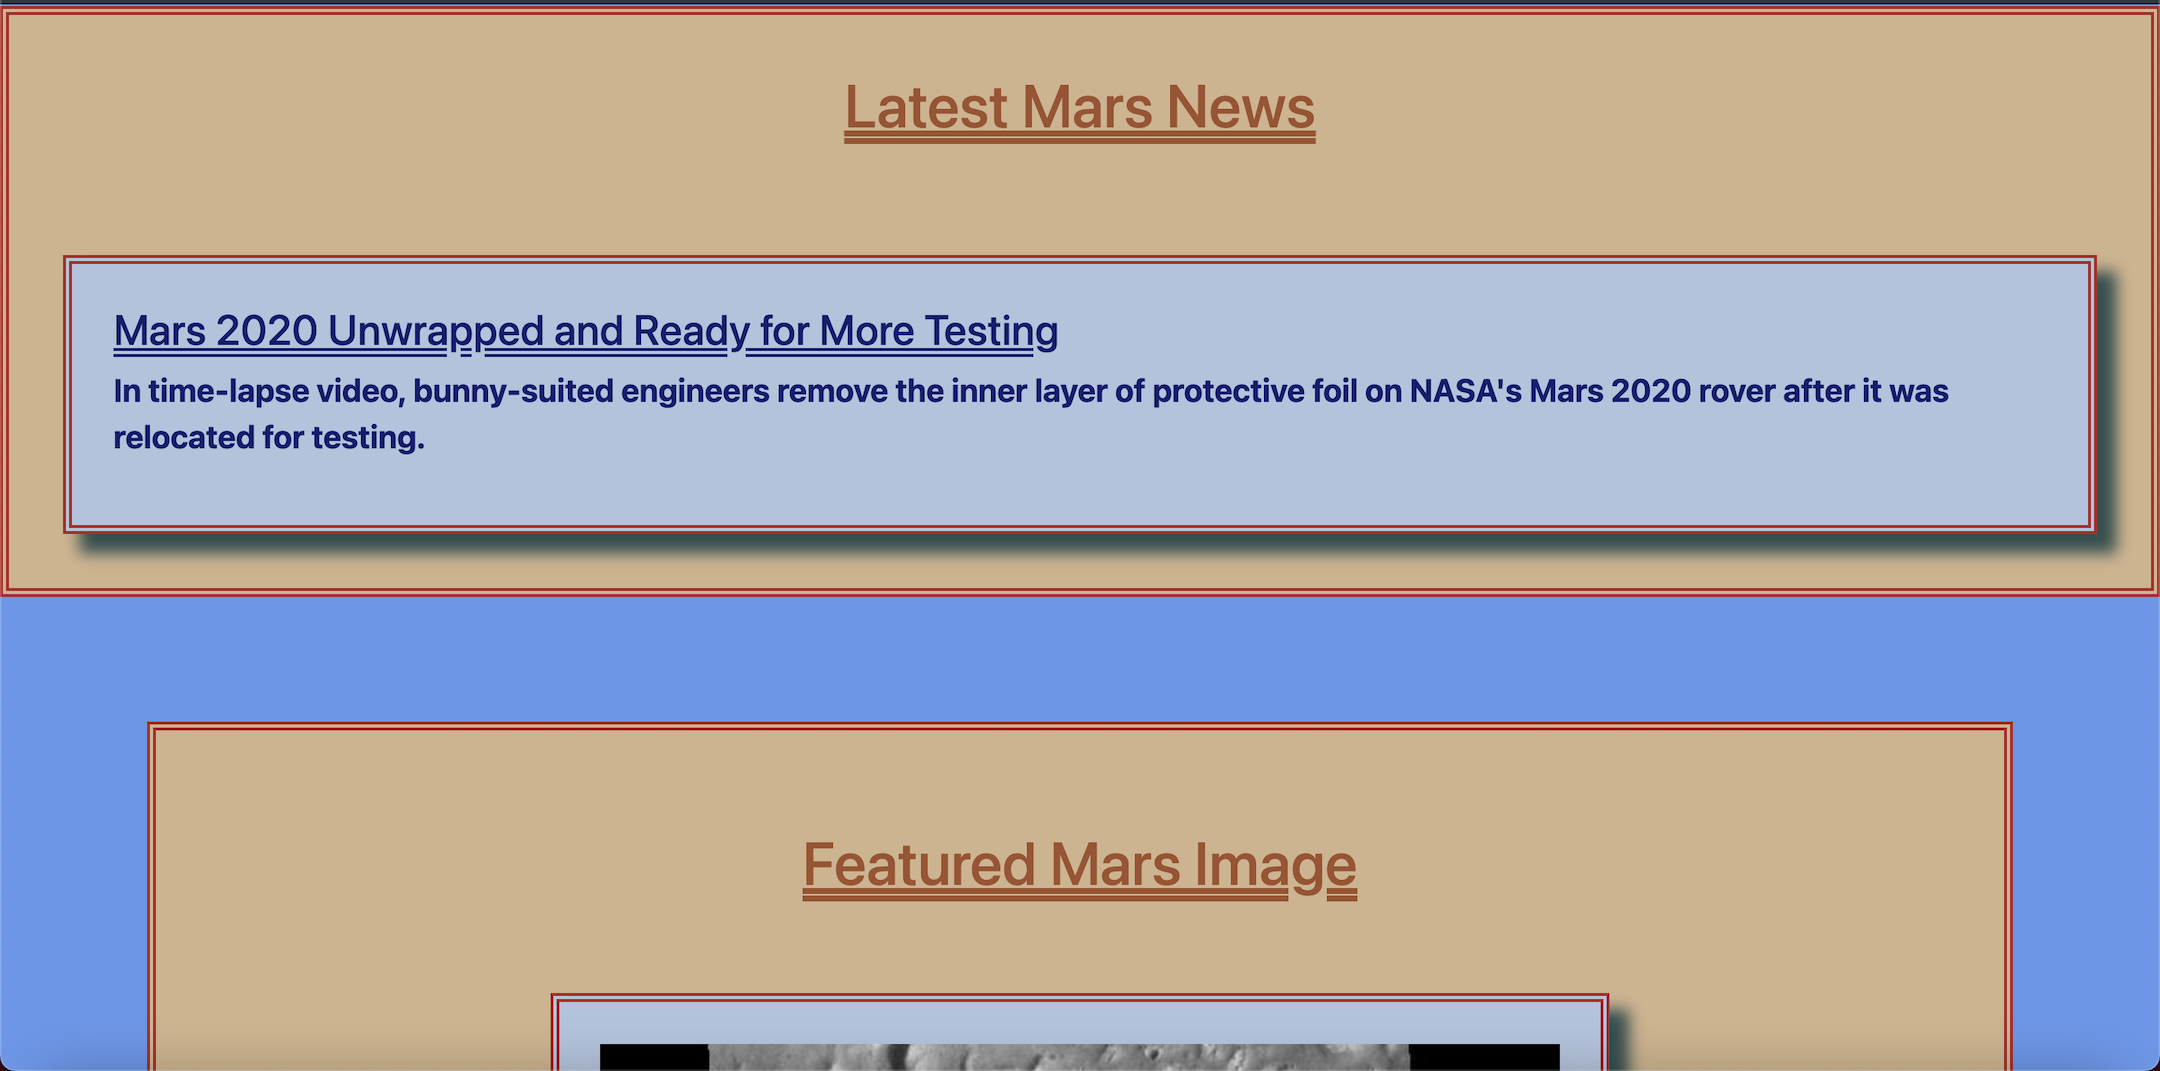 Latest Mars News
Mars 2020 Unwrapped and Ready for More Testing
In time-lapse video, bunny-suited engineers remove the inner layer of protective foil on NASA's Mars 2020 rover after it was
relocated for testing.
Featured Mars Image